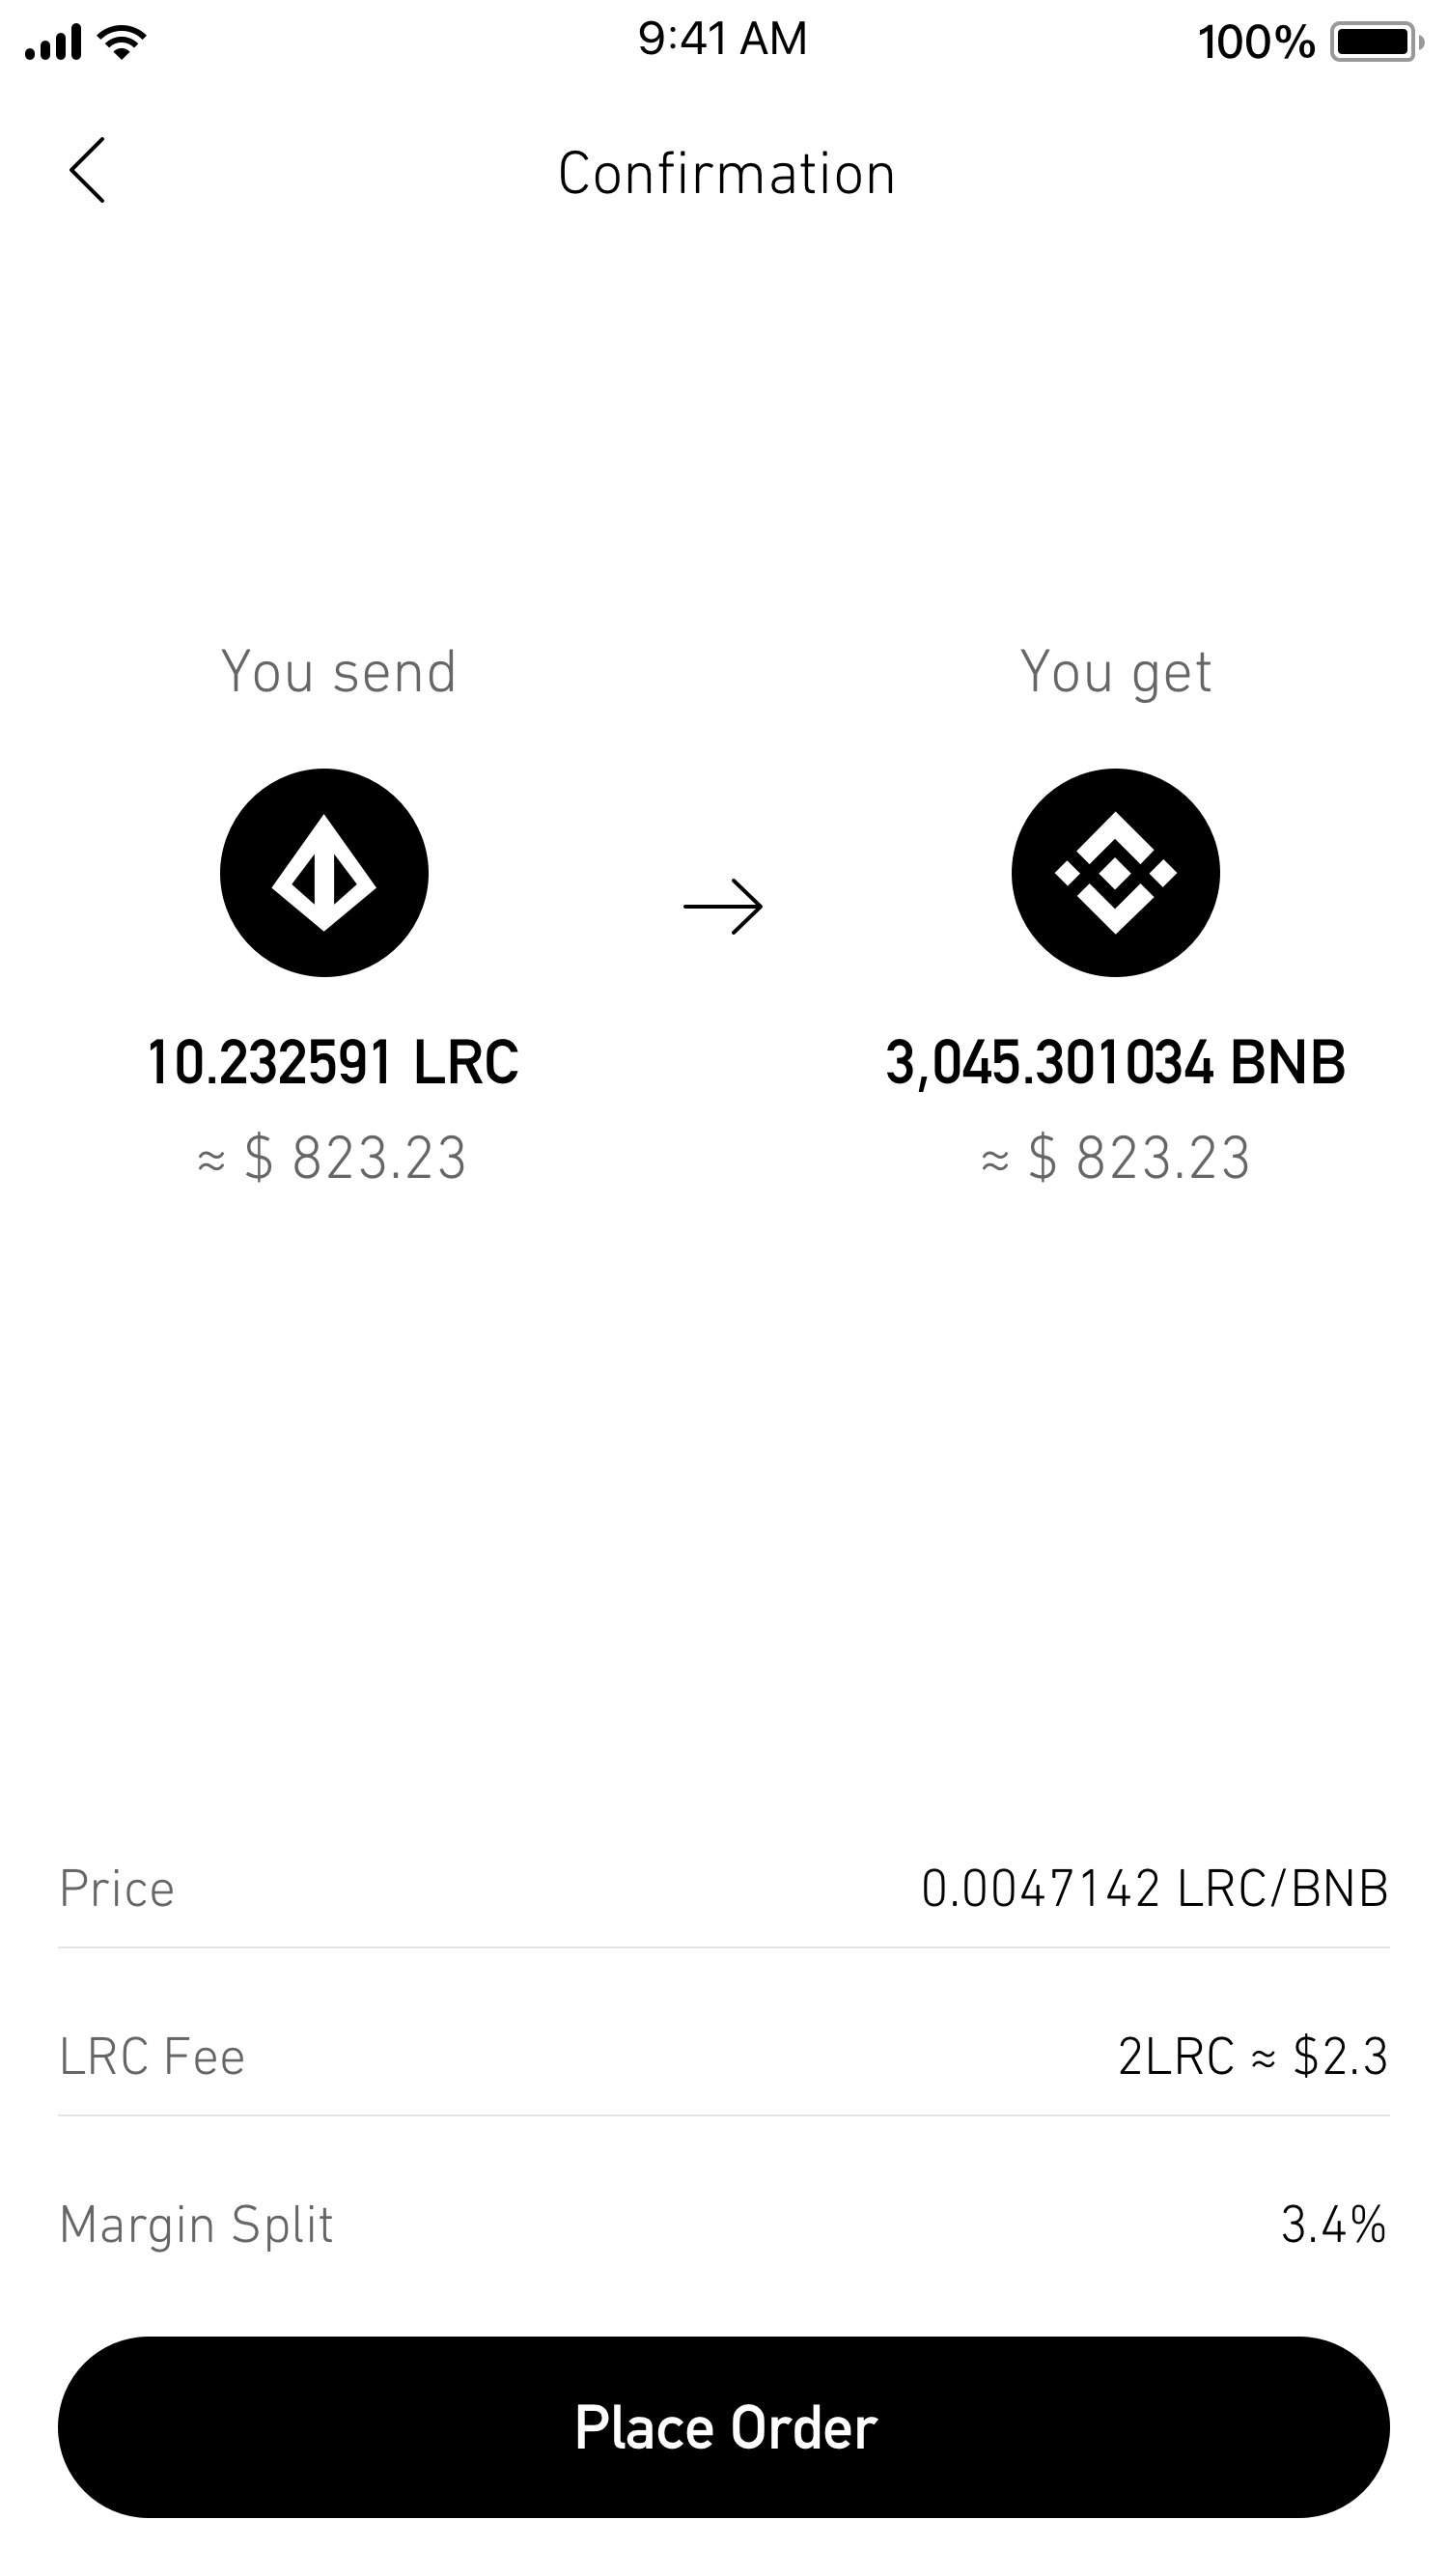 9:41 AM
100%
Confirmation
You send
You get
10.232591 LRC
3,045.301034 BNB
≈ $ 823.23
≈ $ 823.23
Price
0.0047142 LRC/BNB
LRC Fee
2LRC ≈ $2.3
Margin Split
3.4%
Place Order